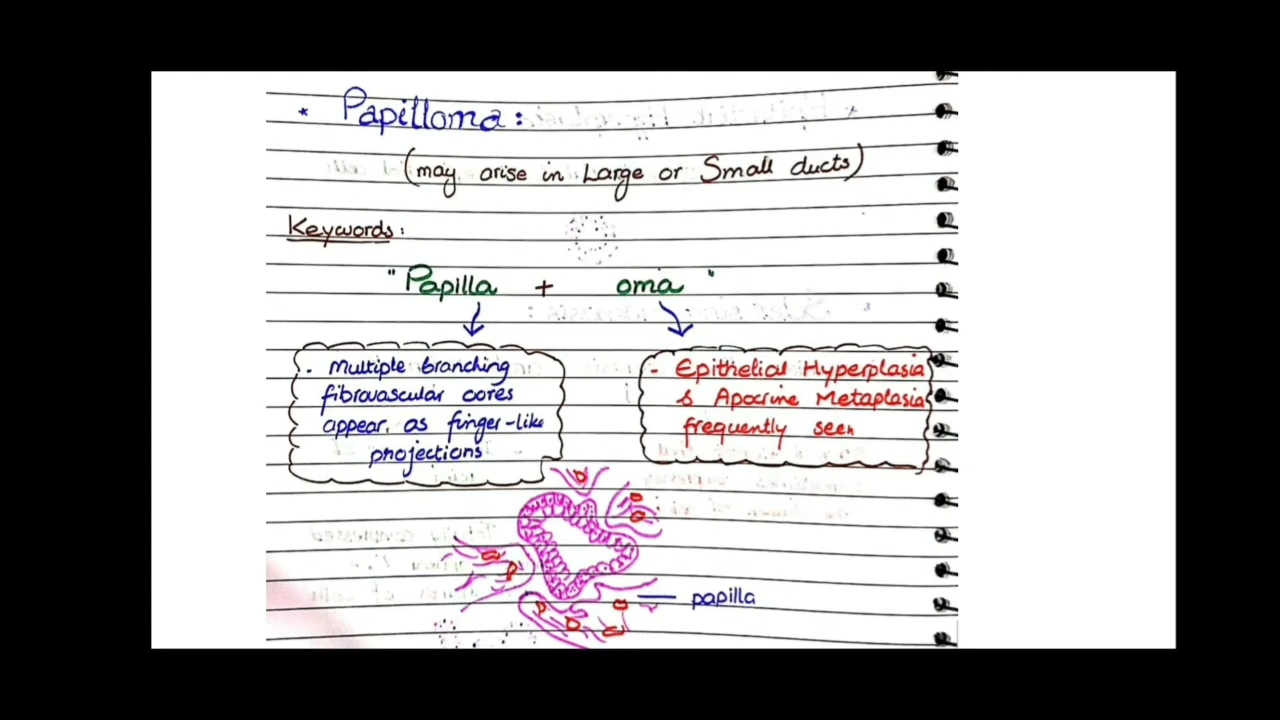 * Papilloma:
(may arise in Large or Small ducts)
Keywords:
"Papilla + oma"
. Multiple branching
fibrovascular cores
appear as finger-like
projections
- Epithelial Hyperplasia
& Apocrine Metaplasia
frequently seen
papilla